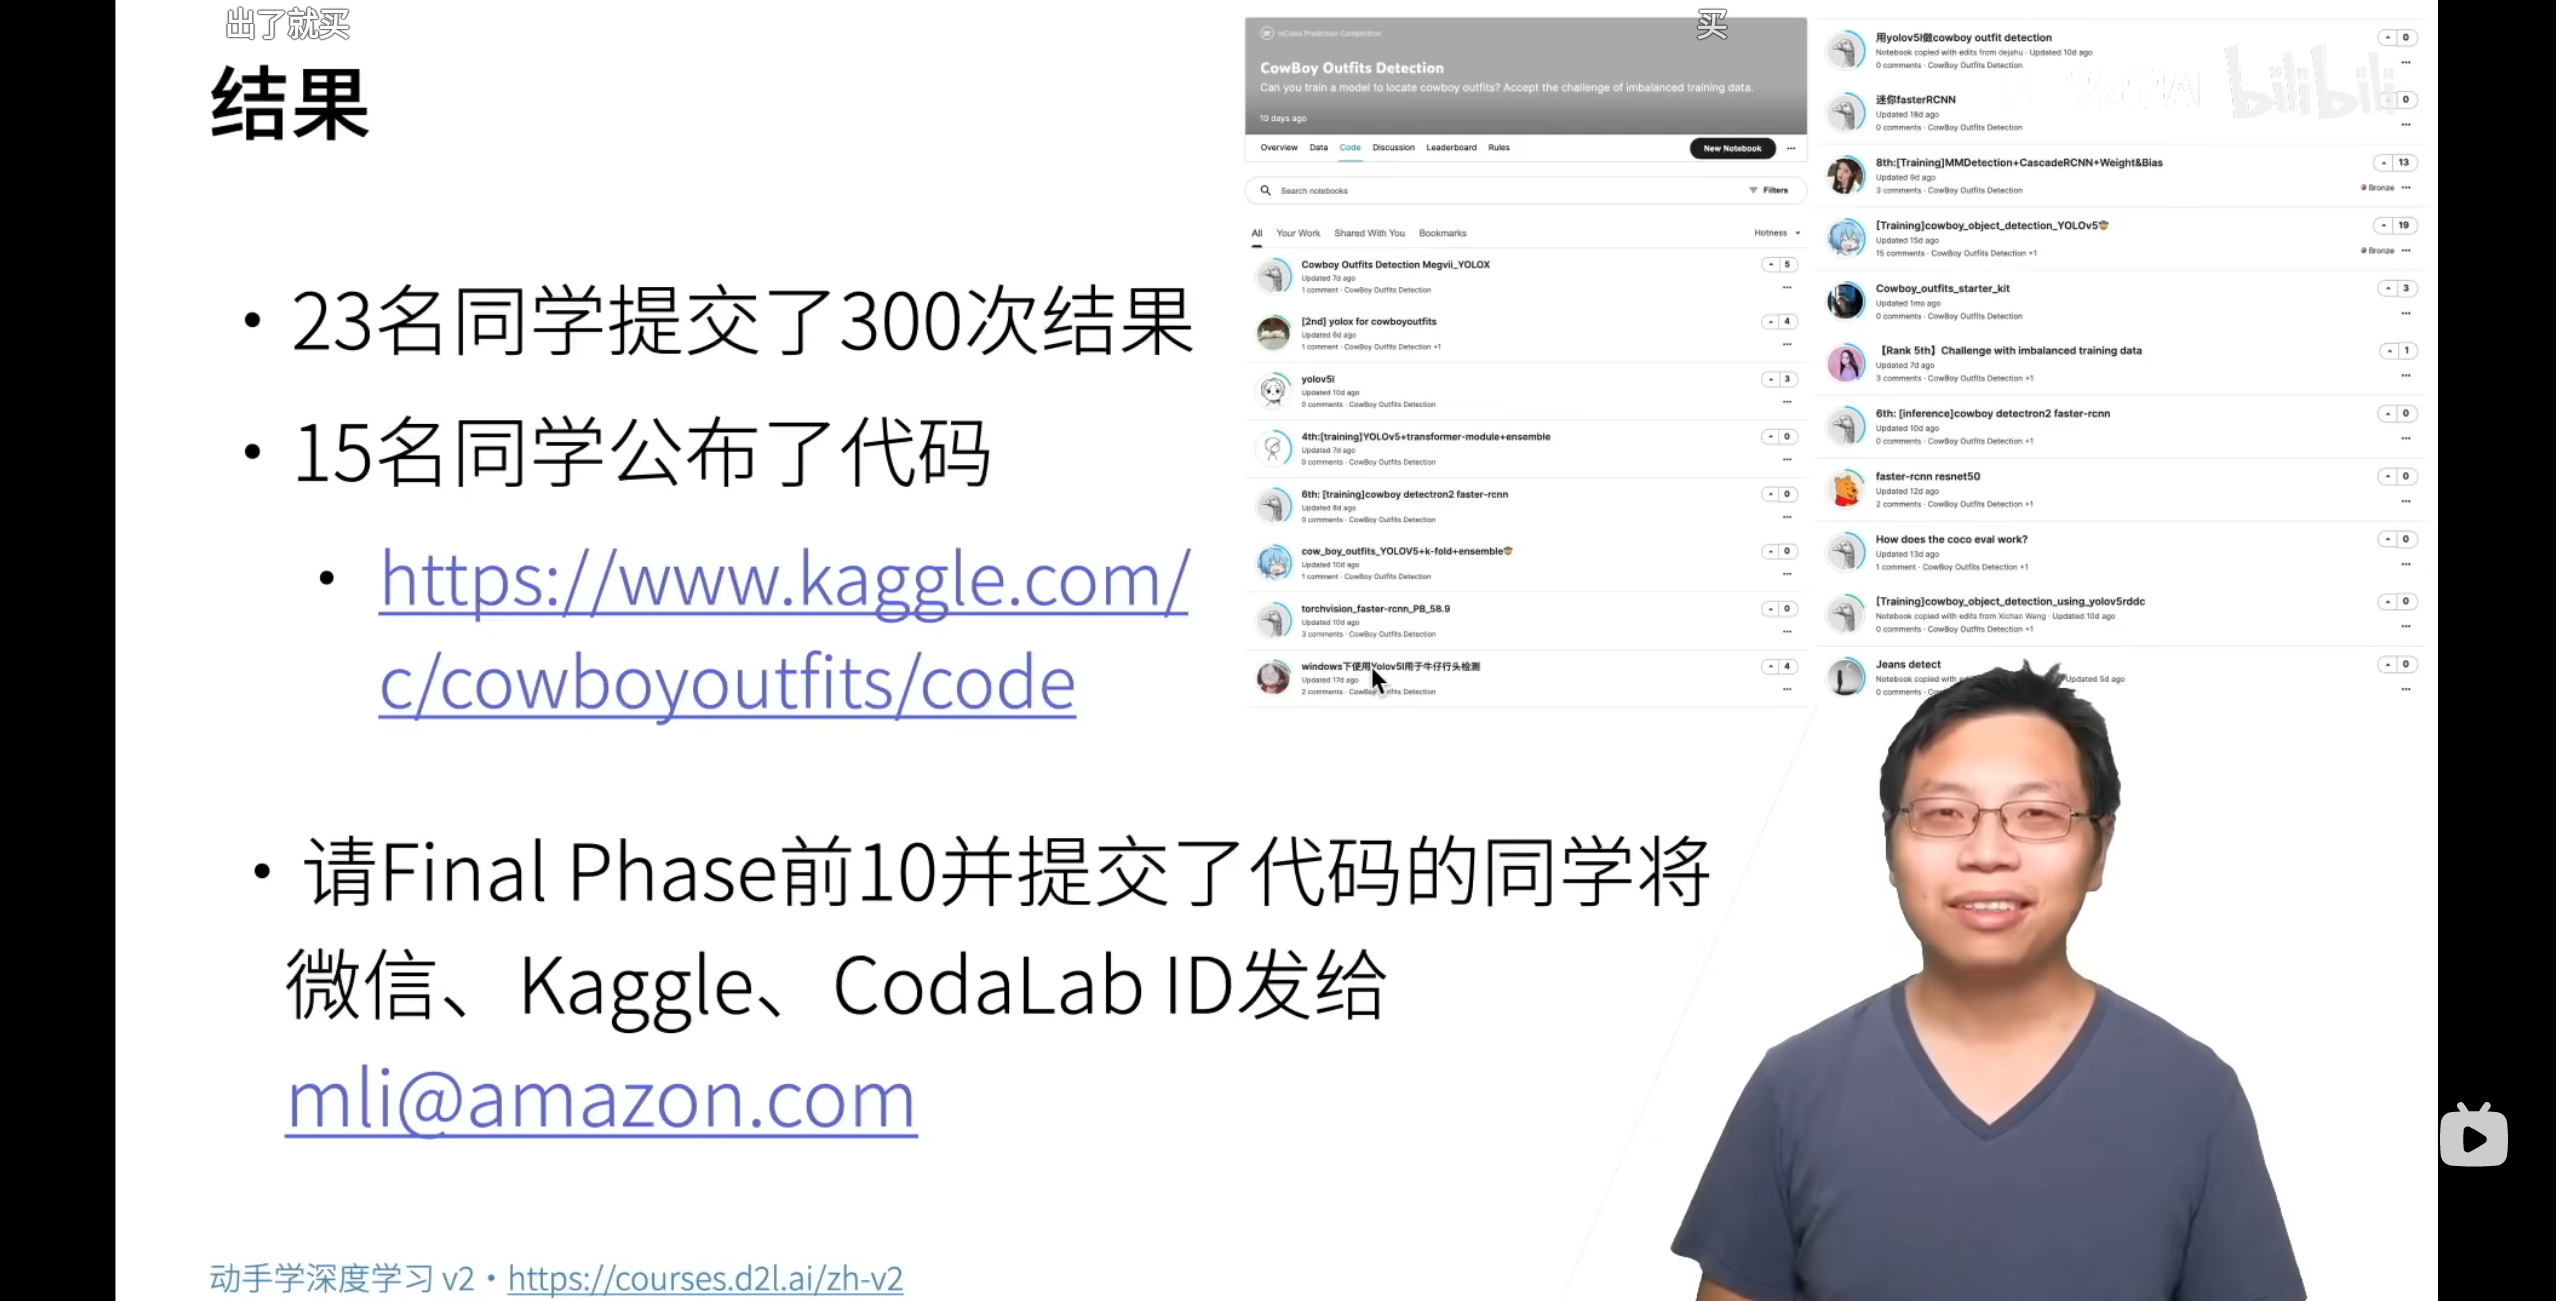 出了就买
买
结果
23名同学提交了300次结果
15名同学公布了代码
https://www.kaggle.com/
c/cowboyoutfits/code
请Final Phase前10并提交了代码的同学将
微信、Kaggle、CodaLab ID发给
mli@amazon.com
动手学深度学习 v2 • https://courses.d2l.ai/zh-v2
InClass Prediction Competition
CowBoy Outfits Detection
Can you train a model to locate cowboy outfits? Accept the challenge of imbalanced training data.
10 days ago
Overview Data Code Discussion Leaderboard Rules New Notebook
Search notebooks Filters
All Your Work Shared With You Bookmarks Hotness
Cowboy Outfits Detection Megvii_YOLOX 5
Updated 7d ago
1 comment · CowBoy Outfits Detection
[2nd] yolox for cowboyoutfits 4
Updated 6d ago
1 comment · CowBoy Outfits Detection +1
yolov5l 3
Updated 10d ago
0 comments · CowBoy Outfits Detection
4th:[training]YOLOv5+transformer-module+ensemble 0
Updated 7d ago
0 comments · CowBoy Outfits Detection
6th: [training]cowboy detectron2 faster-rcnn 0
Updated 8d ago
0 comments · CowBoy Outfits Detection
cow_boy_outfits_YOLOV5+k-fold+ensemble🤠 0
Updated 10d ago
1 comment · CowBoy Outfits Detection
torchvision_faster-rcnn_PB_58.9 0
Updated 10d ago
3 comments · CowBoy Outfits Detection
windows下使用Yolov5l用于牛仔行头检测 4
Updated 17d ago
2 comments · Outfits Detection
用yolov5l做cowboy outfit detection 0
Notebook copied with edits from dejahu · Updated 10d ago
0 comments · CowBoy Outfits Detection
bilibili
迷你fasterRCNN 0
Updated 18d ago
0 comments · CowBoy Outfits Detection
8th:[Training]MMDetection+CascadeRCNN+Weight&Bias 13
Updated 9d ago
3 comments · CowBoy Outfits Detection Bronze
[Training]cowboy_object_detection_YOLOv5🤠 19
Updated 15d ago
15 comments · CowBoy Outfits Detection +1 Bronze
Cowboy_outfits_starter_kit 3
Updated 1mo ago
0 comments · CowBoy Outfits Detection
【Rank 5th】Challenge with imbalanced training data 1
Updated 7d ago
3 comments · CowBoy Outfits Detection +1
6th: [inference]cowboy detectron2 faster-rcnn 0
Updated 10d ago
0 comments · CowBoy Outfits Detection +1
faster-rcnn resnet50 0
Updated 12d ago
2 comments · CowBoy Outfits Detection +1
How does the coco eval work? 0
Updated 13d ago
1 comment · CowBoy Outfits Detection +1
[Training]cowboy_object_detection_using_yolov5rddc 0
Notebook copied with edits from Xichao Wang · Updated 10d ago
0 comments · CowBoy Outfits Detection +1
Jeans detect 0
Notebook copied with Updated 5d ago
0 comments